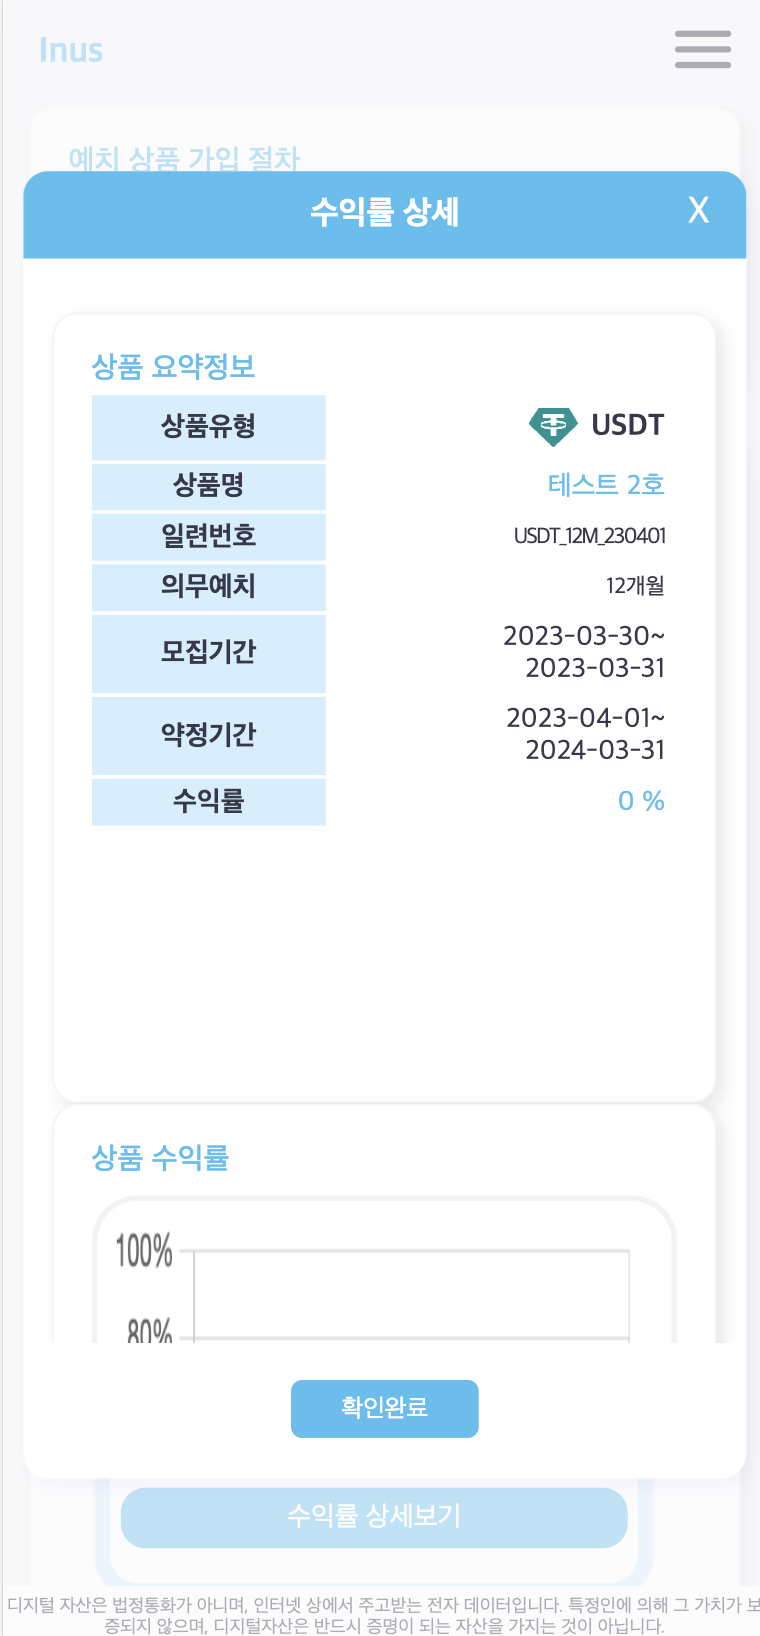 Inus
예치 상품 가입 절차
수익률 상세
X
상품 요약정보
상품유형
USDT
상품명
테스트 2호
일련번호
USDT_12M_230401
의무예치
12개월
모집기간
2023-03-30~
2023-03-31
약정기간
2023-04-01~
2024-03-31
수익률
0 %
상품 수익률
100%
80%
확인완료
수익률 상세보기
디지털 자산은 법정통화가 아니며, 인터넷 상에서 주고받는 전자 데이터입니다. 특정인에 의해 그 가치가 보
증되지 않으며, 디지털자산은 반드시 증명이 되는 자산을 가지는 것이 아닙니다.